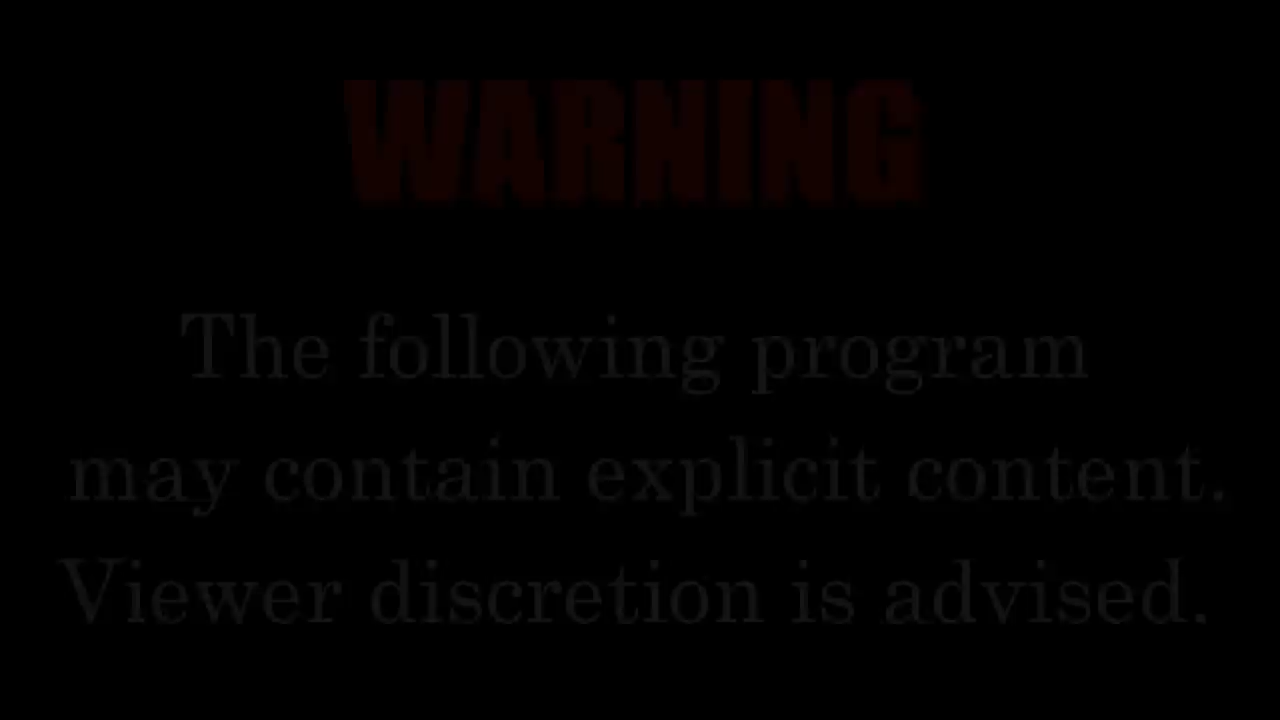 WARNING
The following program
may contain explicit content.
Viewer discretion is advised.